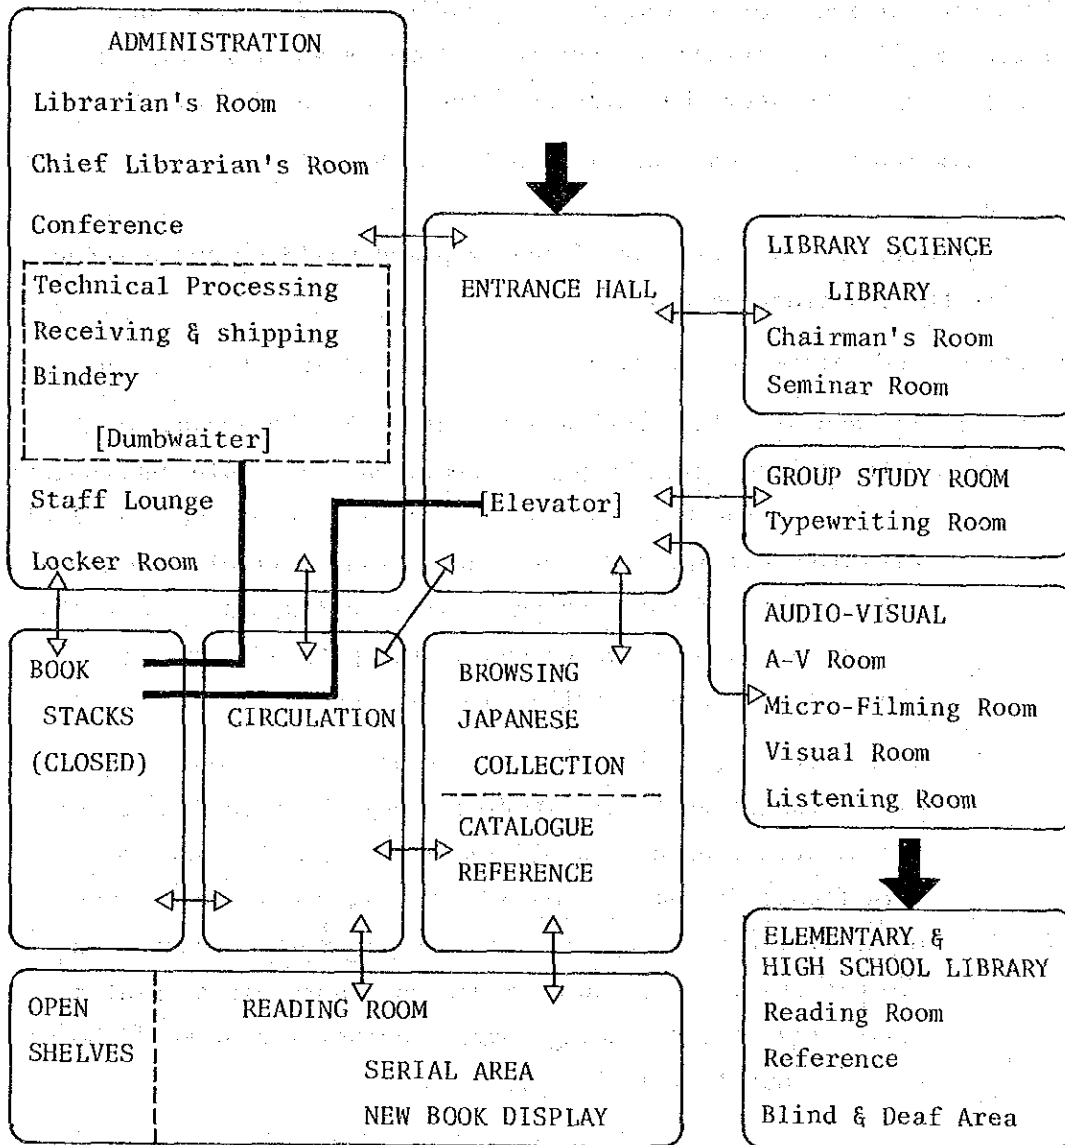 ADMINISTRATION
Librarian's Room
Chief Librarian's Room
Conference
Technical Processing
Receiving & shipping
Bindery
[Dumbwaiter]
Staff Lounge
Locker Room
ENTRANCE HALL
[Elevator]
LIBRARY SCIENCE
LIBRARY
Chairman's Room
Seminar Room
GROUP STUDY ROOM
Typewriting Room
AUDIO-VISUAL
A-V Room
Micro-Filming Room
Visual Room
Listening Room
BOOK
STACKS
(CLOSED)
CIRCULATION
BROWSING
JAPANESE
COLLECTION
CATALOGUE
REFERENCE
OPEN
SHELVES
READING ROOM
SERIAL AREA
NEW BOOK DISPLAY
ELEMENTARY &
HIGH SCHOOL LIBRARY
Reading Room
Reference
Blind & Deaf Area